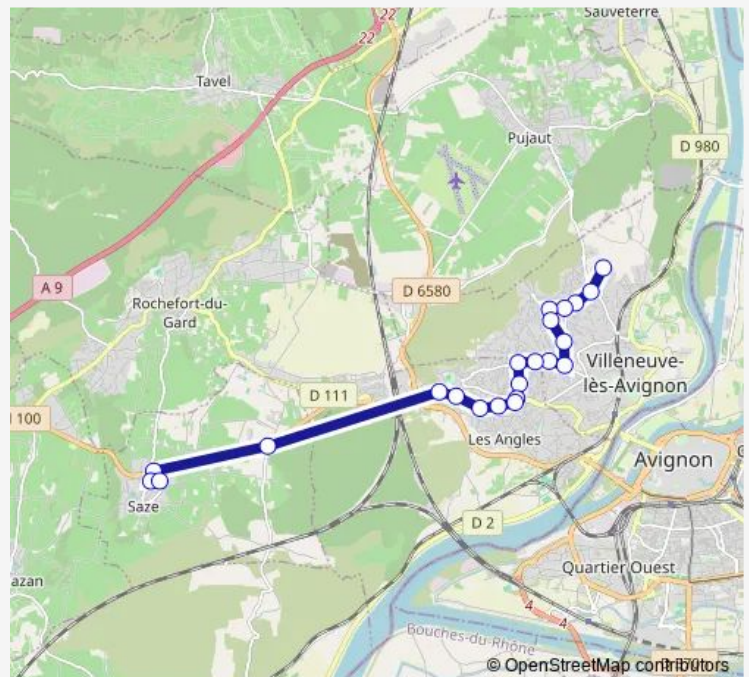 22
Sauveterre
22
Tavel
Pujaut
D 980
A 9
D 6580
Rochefort-du-
Gard
Villeneuve-
lès-Avignon
D 111
100
Les Angles
Avignon
Saze
D 2
azan
Quartier Ouest
4
4
Bouches-du-Rhône
© OpenStreetMap contributors